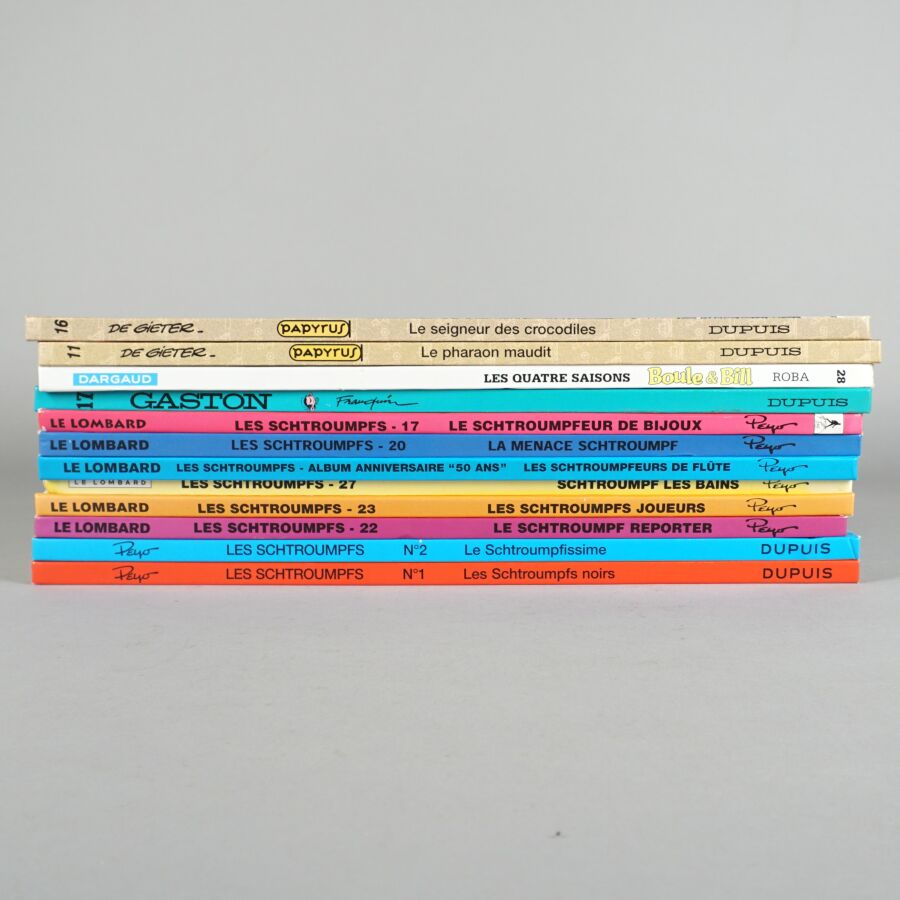 16 DE GIETER_ PAPYRUS Le seigneur des crocodiles DUPUIS
11 DE GIETER_ PAPYRUS Le pharaon maudit DUPUIS
DARGAUD LES QUATRE SAISONS Boule & Bill ROBA 28
17 GASTON Franquin DUPUIS
LE LOMBARD LES SCHTROUMPFS - 17 LE SCHTROUMPFEUR DE BIJOUX Peyo
LE LOMBARD LES SCHTROUMPFS - 20 LA MENACE SCHTROUMPF Peyo
LE LOMBARD LES SCHTROUMPFS - ALBUM ANNIVERSAIRE "50 ANS" LES SCHTROUMPFEURS DE FLÛTE Peyo
LE LOMBARD LES SCHTROUMPFS - 27 SCHTROUMPF LES BAINS Peyo
LE LOMBARD LES SCHTROUMPFS - 23 LES SCHTROUMPFS JOUEURS Peyo
LE LOMBARD LES SCHTROUMPFS - 22 LE SCHTROUMPF REPORTER Peyo
Peyo LES SCHTROUMPFS N°2 Le Schtroumpfissime DUPUIS
Peyo LES SCHTROUMPFS N°1 Les Schtroumpfs noirs DUPUIS